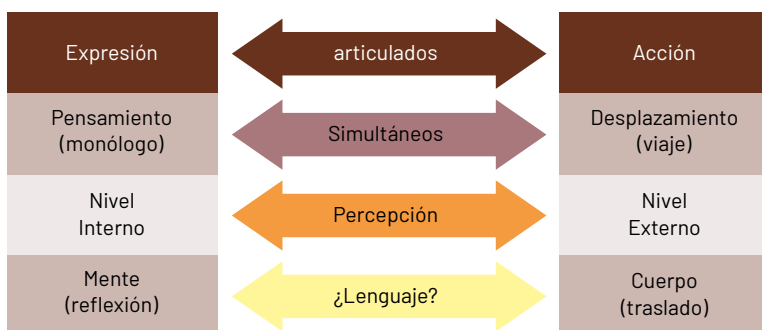 Expresión
articulados
Acción
Pensamiento
(monólogo)
Simultáneos
Desplazamiento
(viaje)
Nivel
Interno
Percepción
Nivel
Externo
Mente
(reflexión)
¿Lenguaje?
Cuerpo
(traslado)